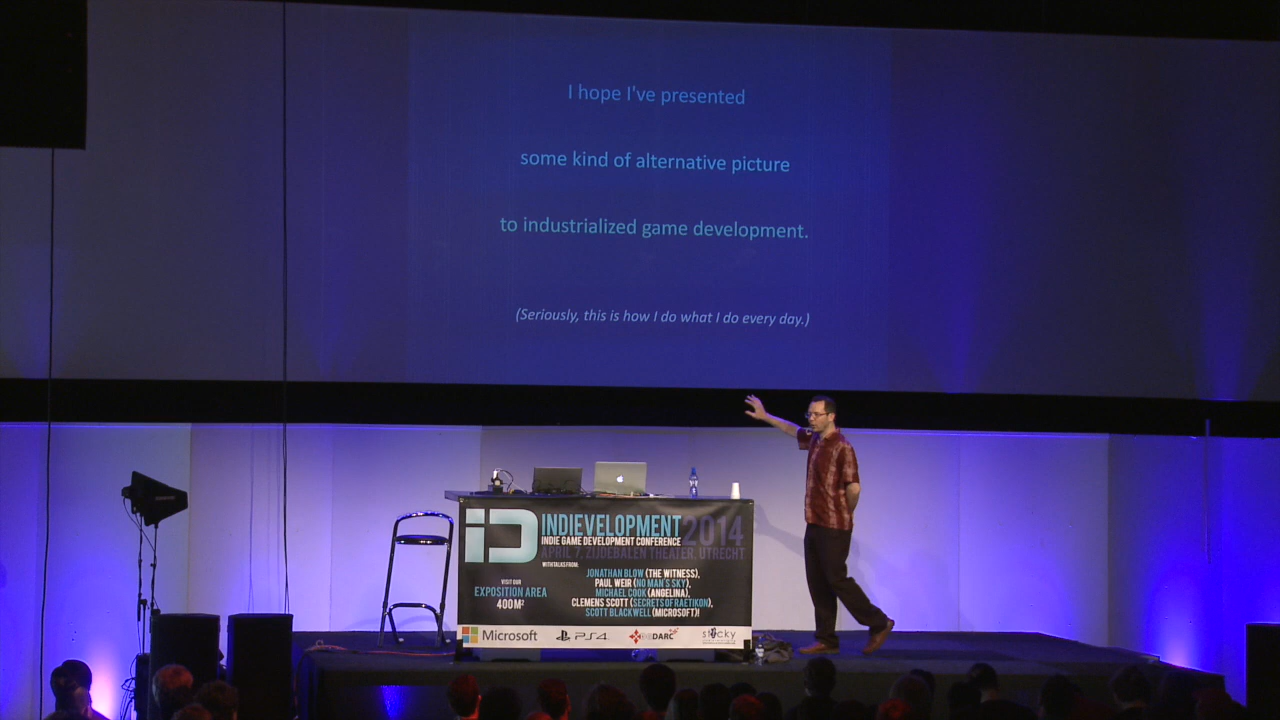 I hope I've presented
some kind of alternative picture
to industrialized game development.
(Seriously, this is how I do what I do every day.)
iD INDIEVELOPMENT 2014
INDIE GAME DEVELOPMENT CONFERENCE
APRIL 7, ZIJDEBALEN THEATER, UTRECHT
WITH TALKS FROM:
JONATHAN BLOW (THE WITNESS),
PAUL WEIR (NO MAN'S SKY),
MICHAEL COOK (ANGELINA),
CLEMENS SCOTT (SECRETS OF RAETIKON),
SCOTT BLACKWELL (MICROSOFT)!
VISIT OUR
EXPOSITION AREA
400M²
Microsoft PS4 DARC